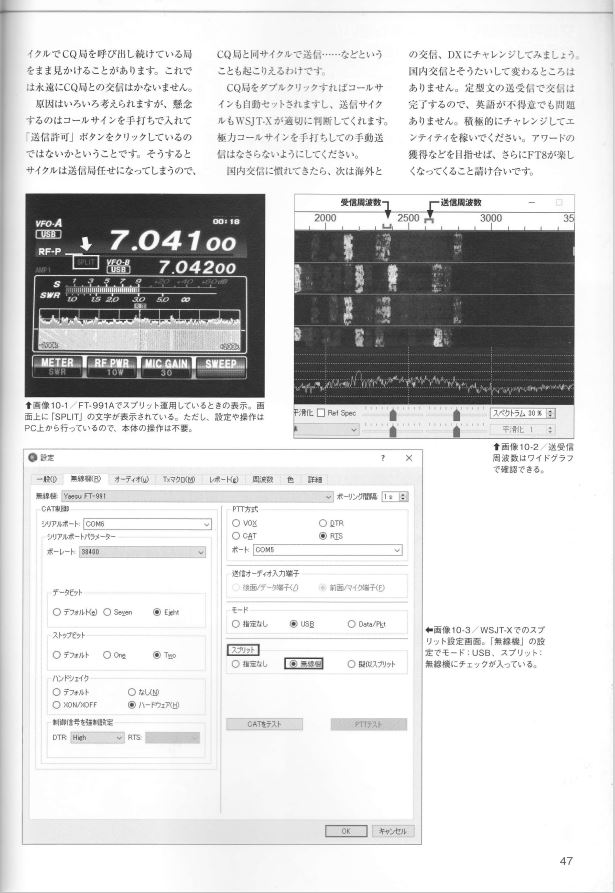 イクルでCQ局を呼び出し続けている局
をまま見かけることがあります。これで
は永遠にCQ局との交信はかないません。
　原因はいろいろ考えられますが、懸念
するのはコールサインを手打ちで入れて
「送信許可」ボタンをクリックしているの
ではないかということです。そうすると
サイクルは送信局任せになってしまうので、
CQ局と同サイクルで送信……などという
ことも起こりえるわけです。
　CQ局をダブルクリックすればコールサ
インも自動セットされますし、送信サイク
ルもWSJT-Xが適切に判断してくれます。
極力コールサインを手打ちしての手動送
信はなさらないようにしてください。
　国内交信に慣れてきたら、次は海外と
の交信、DXにチャレンジしてみましょう。
国内交信とそうたいして変わるところは
ありません。定型文の送受信で交信は
完了するので、英語が不得意でも問題
ありません。積極的にチャレンジしてエ
ンティティを稼いでください。アワードの
獲得などを目指せば、さらにFT8が楽し
くなってくること請け合いです。
VFO-A
USB
00:18
7.04100
RF-P
SPLIT
VFO-B
USB
7.04200
AMP1
S 1 3 5 7 9 +20 +40 +60dB
SWR 1.0 1.5 2.0 3.0 5.0 ∞
METER
SWR
RF PWR
10W
MIC GAIN
30
SWEEP
⬆画像10-1／FT-991Aでスプリット運用しているときの表示。画
面上に「SPLIT」の文字が表示されている。ただし、設定や操作は
PC上から行っているので、本体の操作は不要。
受信周波数 送信周波数
2000 2500 3000 35
平滑化 Ref Spec
スペクトラム 30 %
平滑化 1
⬆画像10-2／送受信
周波数はワイドグラフ
で確認できる。
設定 ? ×
一般(l) 無線機(R) オーディオ(u) Txマクロ(M) レポート(g) 周波数 色 詳細
無線機: Yaesu FT-991 ポーリング間隔: 1 s
CAT制御
シリアルポート: COM6
シリアルポートパラメーター
ボーレート: 38400
データビット
デフォルト(e) Seven Eight
ストップビット
デフォルト One Two
ハンドシェイク
デフォルト なし(N)
XON/XOFF ハードウェア(H)
制御信号を強制設定
DTR: High RTS:
PTT方式
VOX DTR
CAT RTS
ポート: COM5
送信オーディオ入力端子
後面/データ端子(/) 前面/マイク端子(F)
モード
指定なし USB Data/Pkt
スプリット
指定なし 無線機 擬似スプリット
CATをテスト PTTテスト
OK キャンセル
⬅画像10-3／WSJT-Xでのスプ
リット設定画面。「無線機」の設
定でモード：USB、スプリット：
無線機にチェックが入っている。
47